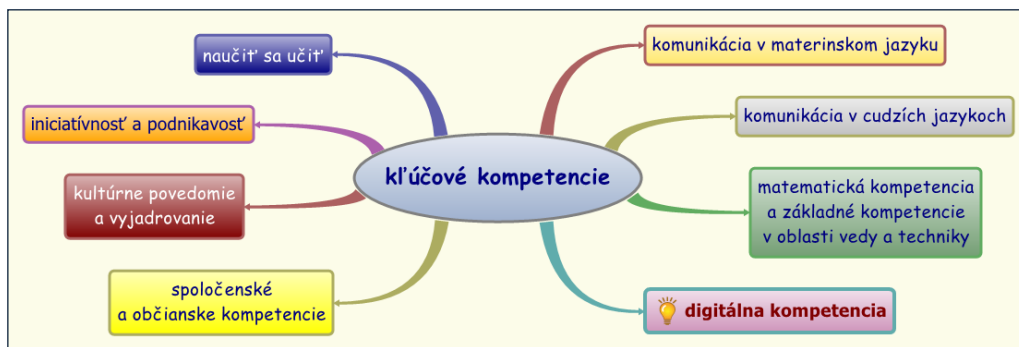 naučiť sa učiť
komunikácia v materinskom jazyku
iniciatívnosť a podnikavosť
komunikácia v cudzích jazykoch
kľúčové kompetencie
kultúrne povedomie
a vyjadrovanie
matematická kompetencia
a základné kompetencie
v oblasti vedy a techniky
spoločenské
a občianske kompetencie
digitálna kompetencia